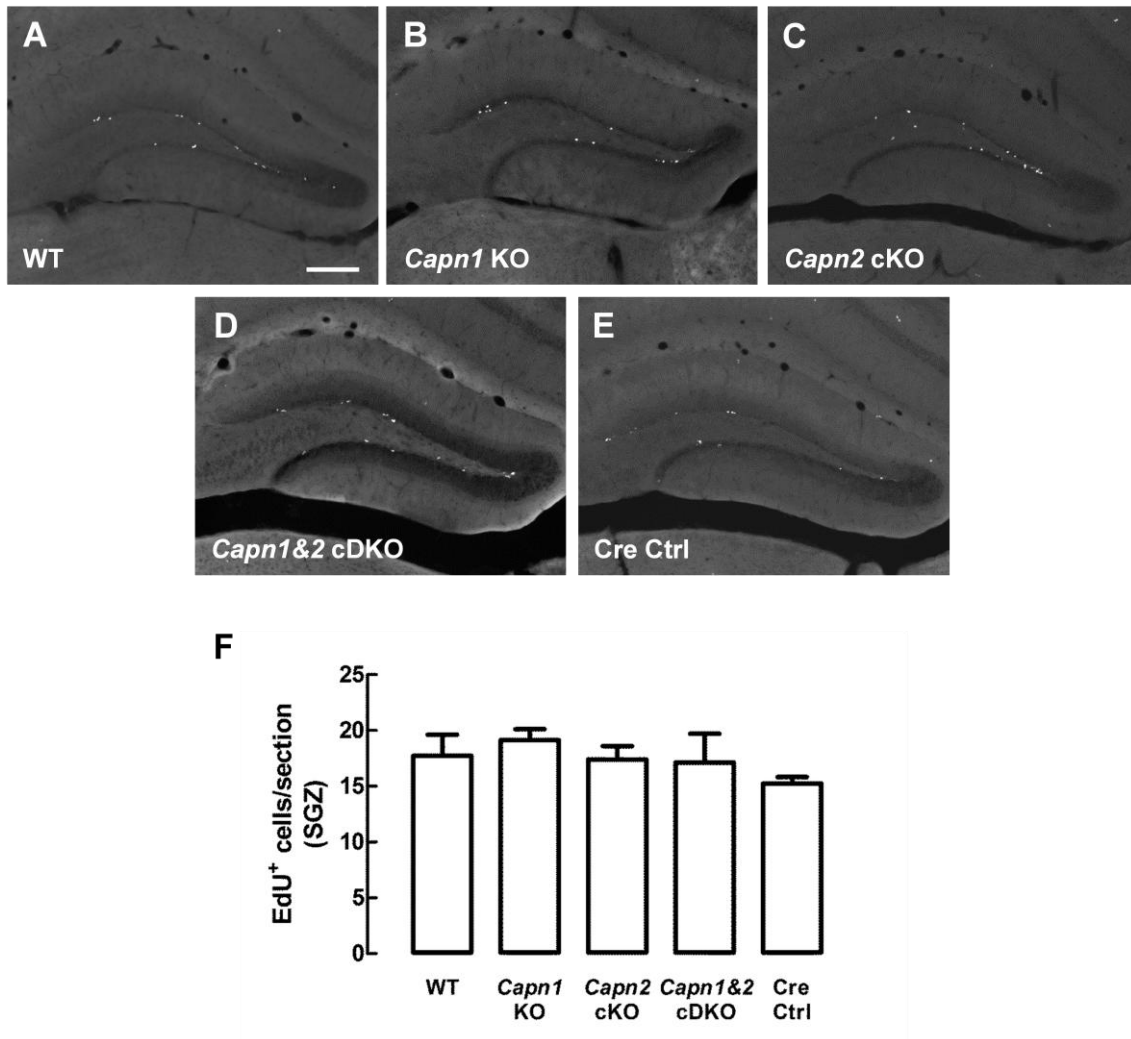 A
WT
B
Capn1 KO
C
Capn2 cKO
D
Capn1&2 cDKO
E
Cre Ctrl
F
EdU+ cells/section
(SGZ)
25
20
15
10
5
0
WT
Capn1
KO
Capn2
cKO
Capn1&2
cDKO
Cre
Ctrl